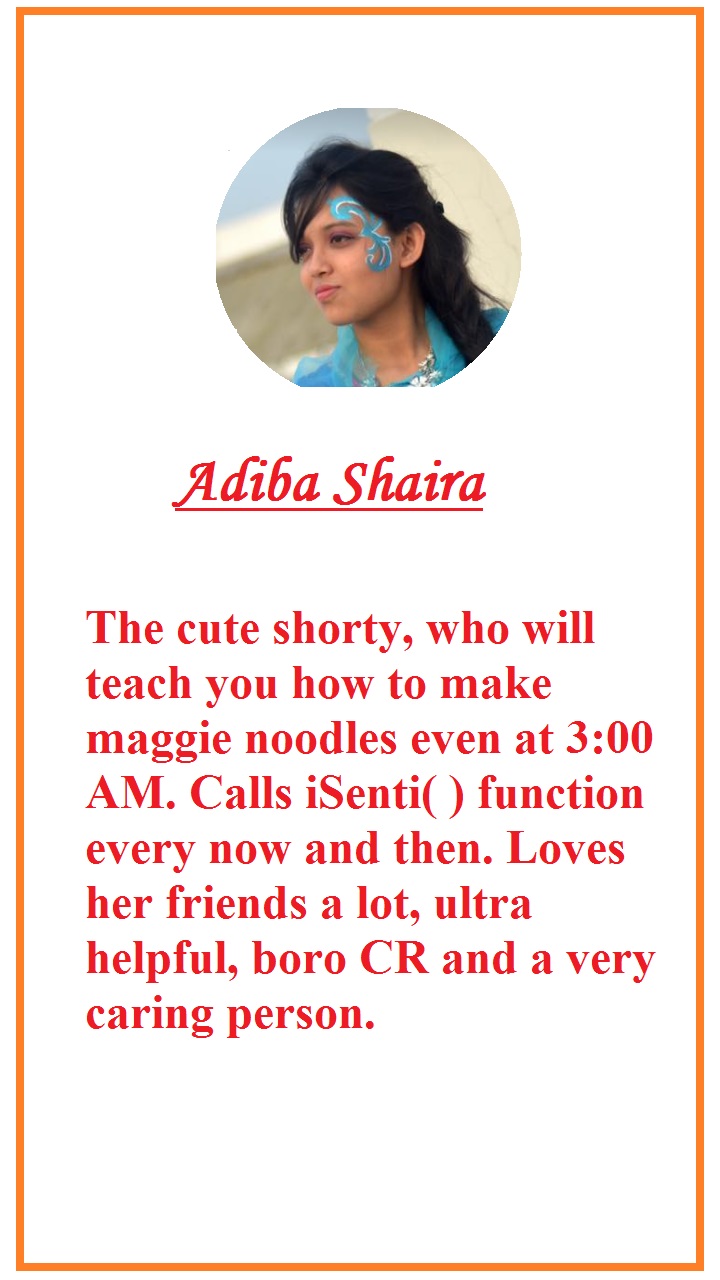 Adiba Shaira
The cute shorty, who will
teach you how to make
maggie noodles even at 3:00
AM. Calls iSenti( ) function
every now and then. Loves
her friends a lot, ultra
helpful, boro CR and a very
caring person.